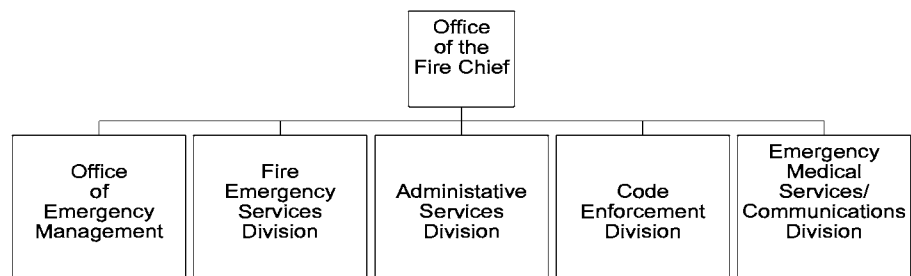 Office
of the
Fire Chief
Office
of
Emergency
Management
Fire
Emergency
Services
Division
Administative
Services
Division
Code
Enforcement
Division
Emergency
Medical
Services/
Communications
Division